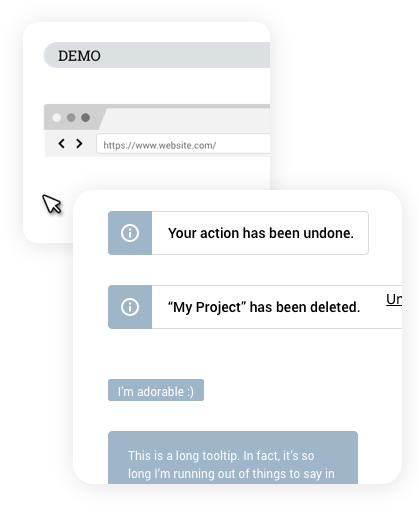 DEMO
https://www.website.com/
Your action has been undone.
“My Project” has been deleted.
Un
I'm adorable :)
This is a long tooltip. In fact, it's so
long I'm running out of things to say in